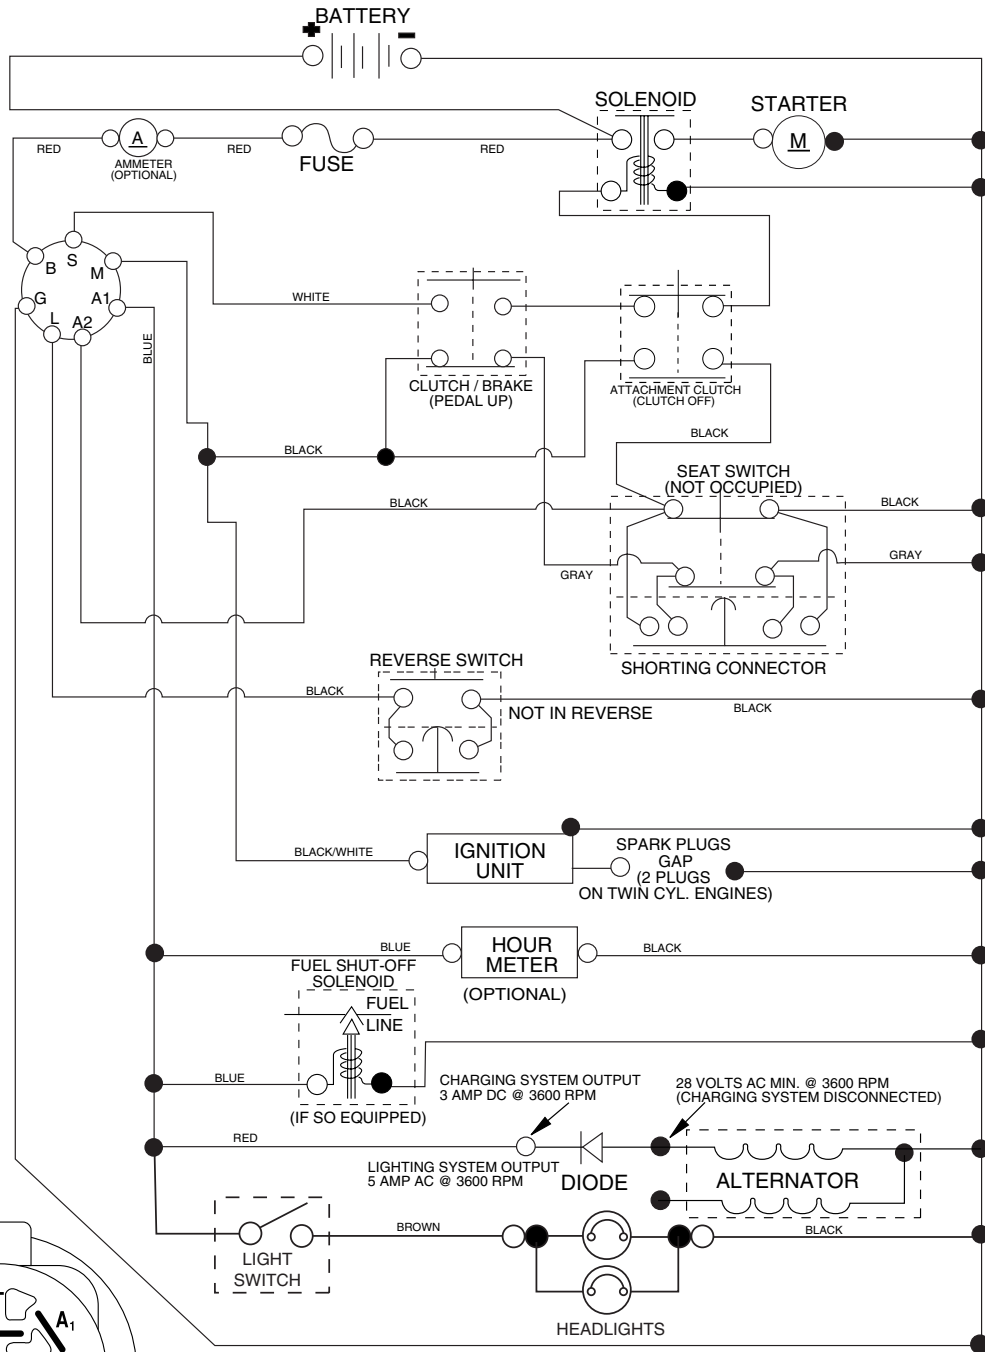 BATTERY
+ -
SOLENOID
STARTER
A
M
RED
RED
RED
AMMETER
(OPTIONAL)
FUSE
B
S
M
G
A1
L
A2
BLUE
WHITE
CLUTCH / BRAKE
(PEDAL UP)
ATTACHMENT CLUTCH
(CLUTCH OFF)
BLACK
BLACK
SEAT SWITCH
(NOT OCCUPIED)
BLACK
BLACK
GRAY
GRAY
SHORTING CONNECTOR
REVERSE SWITCH
BLACK
NOT IN REVERSE
BLACK
BLACK/WHITE
IGNITION
UNIT
SPARK PLUGS
GAP
(2 PLUGS
ON TWIN CYL. ENGINES)
BLUE
HOUR
METER
BLACK
(OPTIONAL)
FUEL SHUT-OFF
SOLENOID
FUEL
LINE
BLUE
(IF SO EQUIPPED)
CHARGING SYSTEM OUTPUT
3 AMP DC @ 3600 RPM
28 VOLTS AC MIN. @ 3600 RPM
(CHARGING SYSTEM DISCONNECTED)
RED
LIGHTING SYSTEM OUTPUT
5 AMP AC @ 3600 RPM
DIODE
ALTERNATOR
BROWN
BLACK
LIGHT
SWITCH
HEADLIGHTS
A1